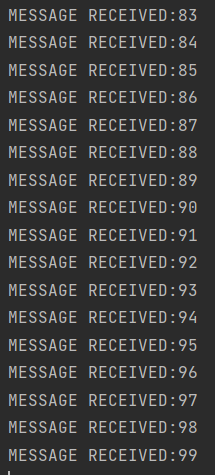 MESSAGE RECEIVED:83
MESSAGE RECEIVED:84
MESSAGE RECEIVED:85
MESSAGE RECEIVED:86
MESSAGE RECEIVED:87
MESSAGE RECEIVED:88
MESSAGE RECEIVED:89
MESSAGE RECEIVED:90
MESSAGE RECEIVED:91
MESSAGE RECEIVED:92
MESSAGE RECEIVED:93
MESSAGE RECEIVED:94
MESSAGE RECEIVED:95
MESSAGE RECEIVED:96
MESSAGE RECEIVED:97
MESSAGE RECEIVED:98
MESSAGE RECEIVED:99